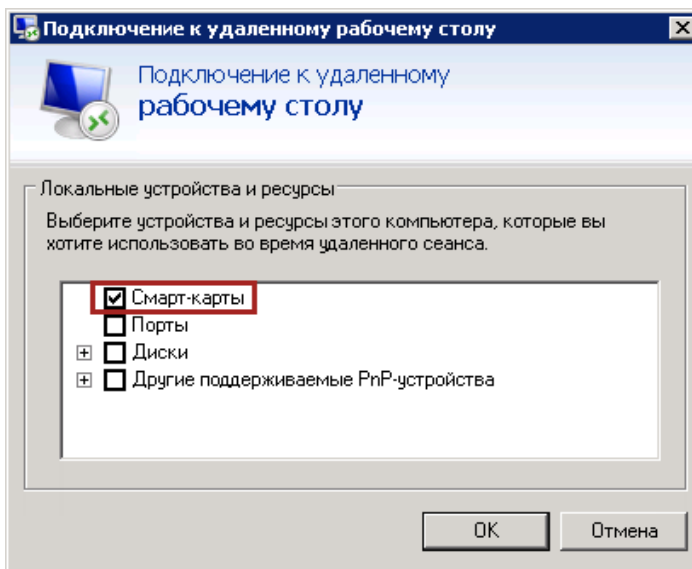 Подключение к удаленному рабочему столу
Подключение к удаленному
рабочему столу
Локальные устройства и ресурсы
Выберите устройства и ресурсы этого компьютера, которые вы
хотите использовать во время удаленного сеанса.
Смарт-карты
Порты
Диски
Другие поддерживаемые PnP-устройства
OK
Отмена